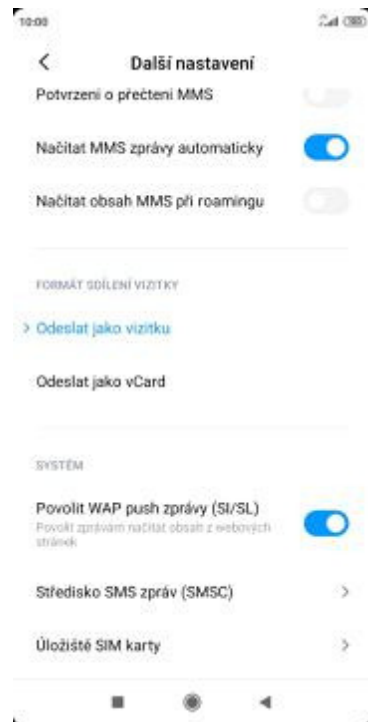 10:00
Další nastavení
Potvrzení o přečtení MMS
Načítat MMS zprávy automaticky
Načítat obsah MMS při roamingu
FORMÁT SDÍLENÍ VIZITKY
Odeslat jako vizitku
Odeslat jako vCard
SYSTÉM
Povolit WAP push zprávy (SI/SL)
Povolit zprávám načítat obsah z webových
stránek
Středisko SMS zpráv (SMSC)
Úložiště SIM karty